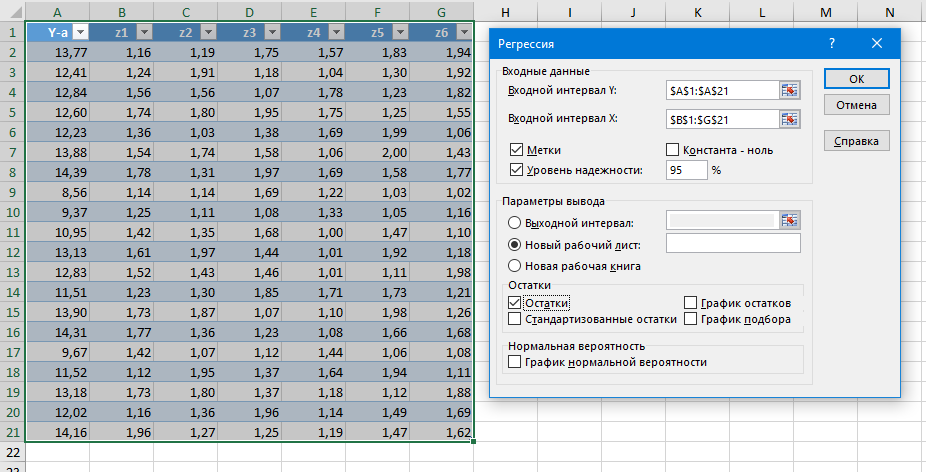 A B C D E F G H I J K L M N
1 Y-a z1 z2 z3 z4 z5 z6
2 13,77 1,16 1,19 1,75 1,57 1,83 1,94
3 12,41 1,24 1,91 1,18 1,04 1,30 1,92
4 12,84 1,56 1,56 1,07 1,78 1,23 1,82
5 12,60 1,74 1,80 1,95 1,75 1,25 1,55
6 12,23 1,36 1,03 1,38 1,69 1,99 1,06
7 13,88 1,54 1,74 1,58 1,06 2,00 1,43
8 14,39 1,78 1,31 1,97 1,69 1,58 1,77
9 8,56 1,14 1,14 1,69 1,22 1,03 1,02
10 9,37 1,25 1,11 1,08 1,33 1,05 1,16
11 10,95 1,42 1,35 1,68 1,00 1,47 1,10
12 13,13 1,61 1,97 1,44 1,01 1,92 1,18
13 12,83 1,52 1,43 1,46 1,01 1,11 1,98
14 11,51 1,23 1,30 1,85 1,71 1,73 1,21
15 13,90 1,73 1,87 1,07 1,10 1,98 1,26
16 14,31 1,77 1,36 1,23 1,08 1,66 1,68
17 9,67 1,42 1,07 1,12 1,44 1,06 1,08
18 11,52 1,12 1,95 1,37 1,64 1,94 1,11
19 13,18 1,73 1,80 1,37 1,18 1,12 1,88
20 12,02 1,16 1,36 1,96 1,14 1,49 1,69
21 14,16 1,96 1,27 1,25 1,19 1,47 1,62
22
23
Регрессия ?
Входные данные
Входной интервал Y: $A$1:$A$21
Входной интервал X: $B$1:$G$21
Метки Константа - ноль
Уровень надежности: 95 %
ОК
Отмена
Справка
Параметры вывода
Выходной интервал:
Новый рабочий лист:
Новая рабочая книга
Остатки
Остатки График остатков
Стандартизованные остатки График подбора
Нормальная вероятность
График нормальной вероятности